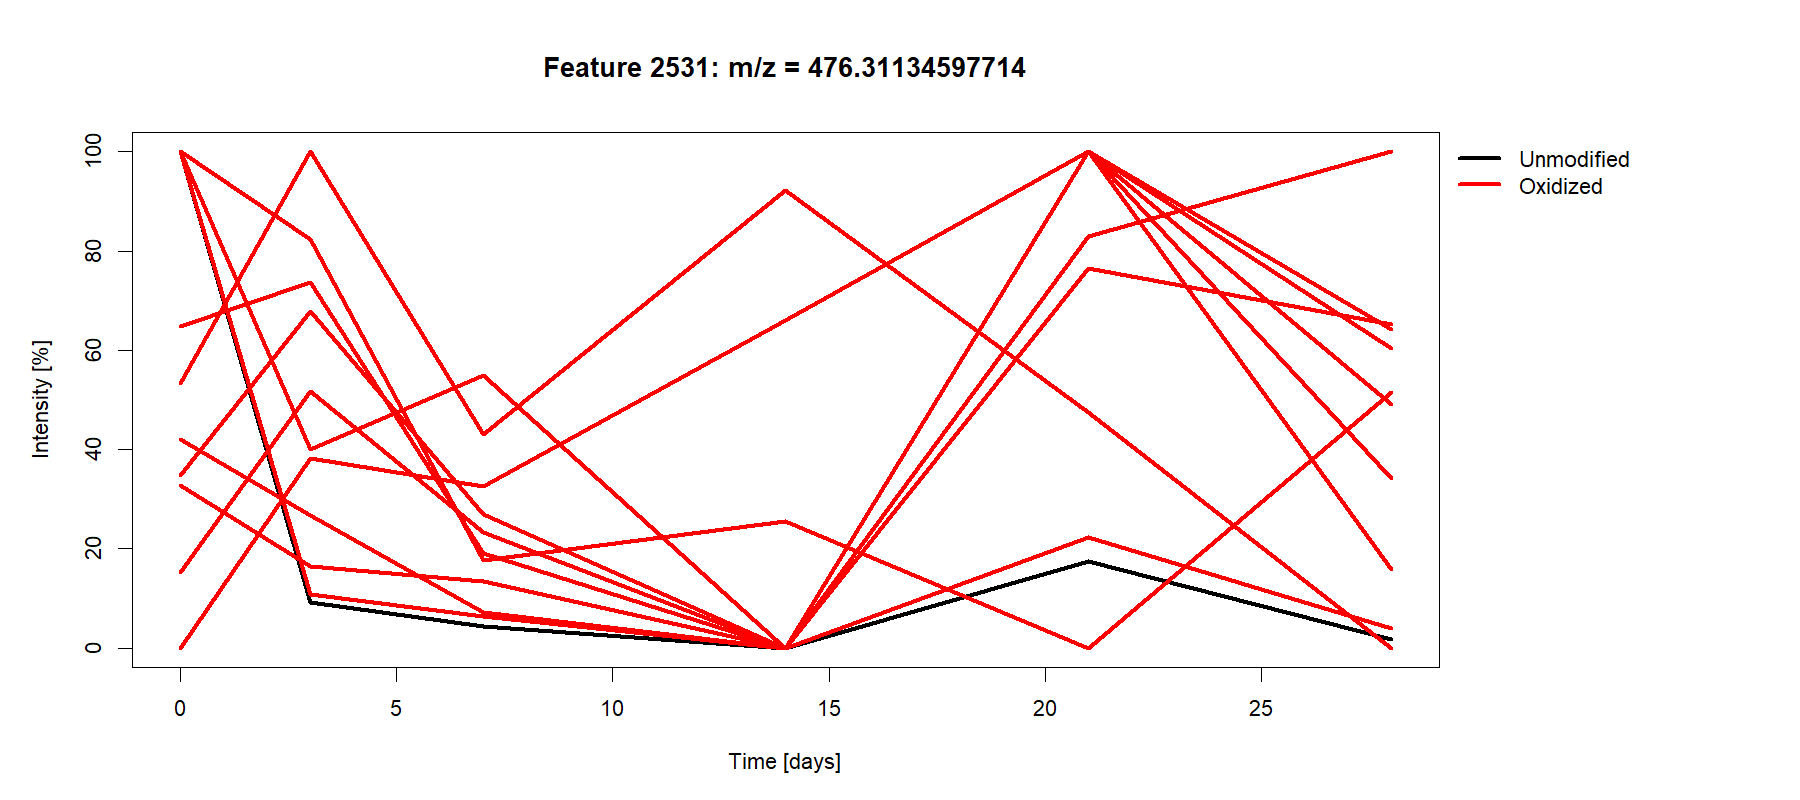 Feature 2531: m/z = 476.31134597714
Unmodified
Oxidized
Intensity [%]
100
80
60
40
20
0
0 5 10 15 20 25
Time [days]